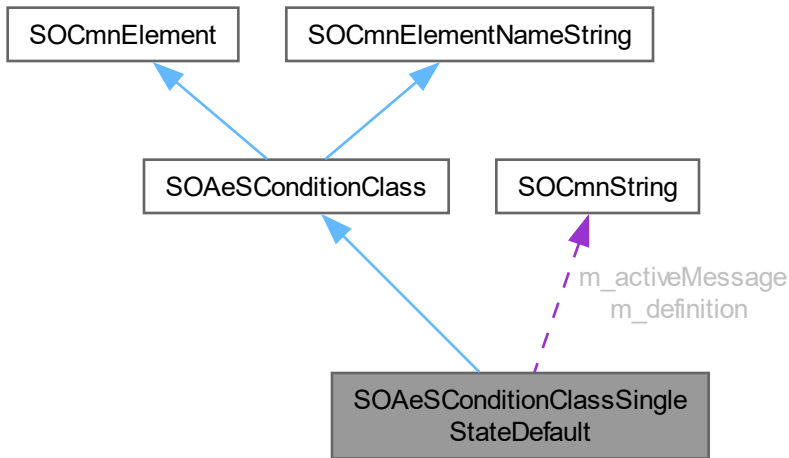 SOCmnElement
SOCmnElementNameString
SOAeSConditionClass
SOCmnString
m_activeMessage
m_definition
SOAeSConditionClassSingle
StateDefault